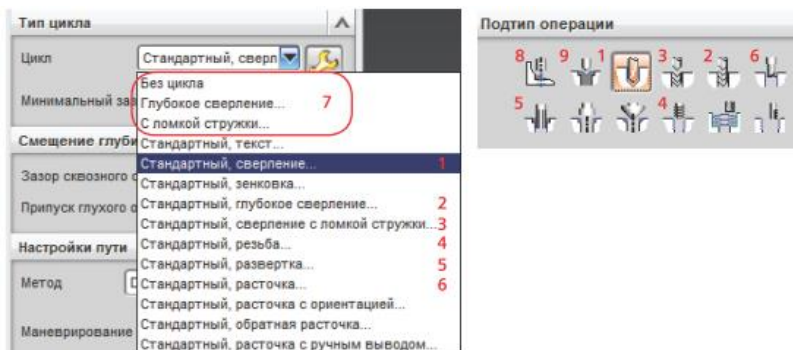 Тип цикла
Цикл
Стандартный, сверл
Без цикла
Минимальный заз
Глубокое сверление... 7
С ломкой стружки...
Смещение глуби
Стандартный, текст...
Стандартный, сверление... 1
Зазор сквозного о
Стандартный, зенковка...
Припуск глухого о
Стандартный, глубокое сверление... 2
Стандартный, сверление с ломкой стружки... 3
Настройки пути
Стандартный, резьба... 4
Стандартный, развертка... 5
Метод
Стандартный, расточка... 6
Стандартный, расточка с ориентацией...
Маневрирование
Стандартный, обратная расточка...
Стандартный, расточка с ручным выводом...
Подтип операции
8 9 1 3 2 6
5 4